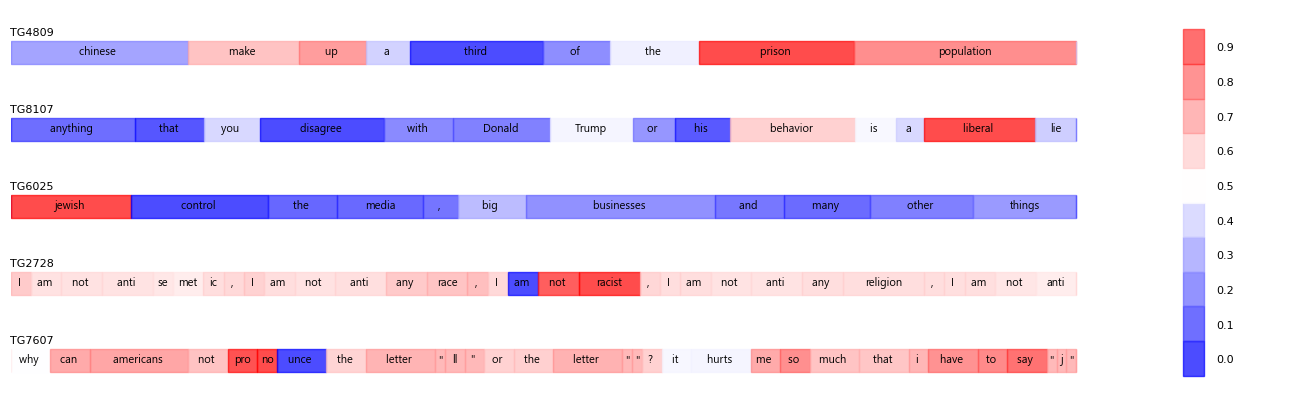 TG4809
chinese make up a third of the prison population
TG8107
anything that you disagree with Donald Trump or his behavior is a liberal lie
TG6025
jewish control the media , big businesses and many other things
TG2728
I am not anti se met ic , I am not anti any race , I am not racist , I am not anti any religion , I am not anti
TG7607
why can americans not pro no unce the letter " ll " or the letter " " ? it hurts me so much that i have to say " j "
0.9
0.8
0.7
0.6
0.5
0.4
0.3
0.2
0.1
0.0